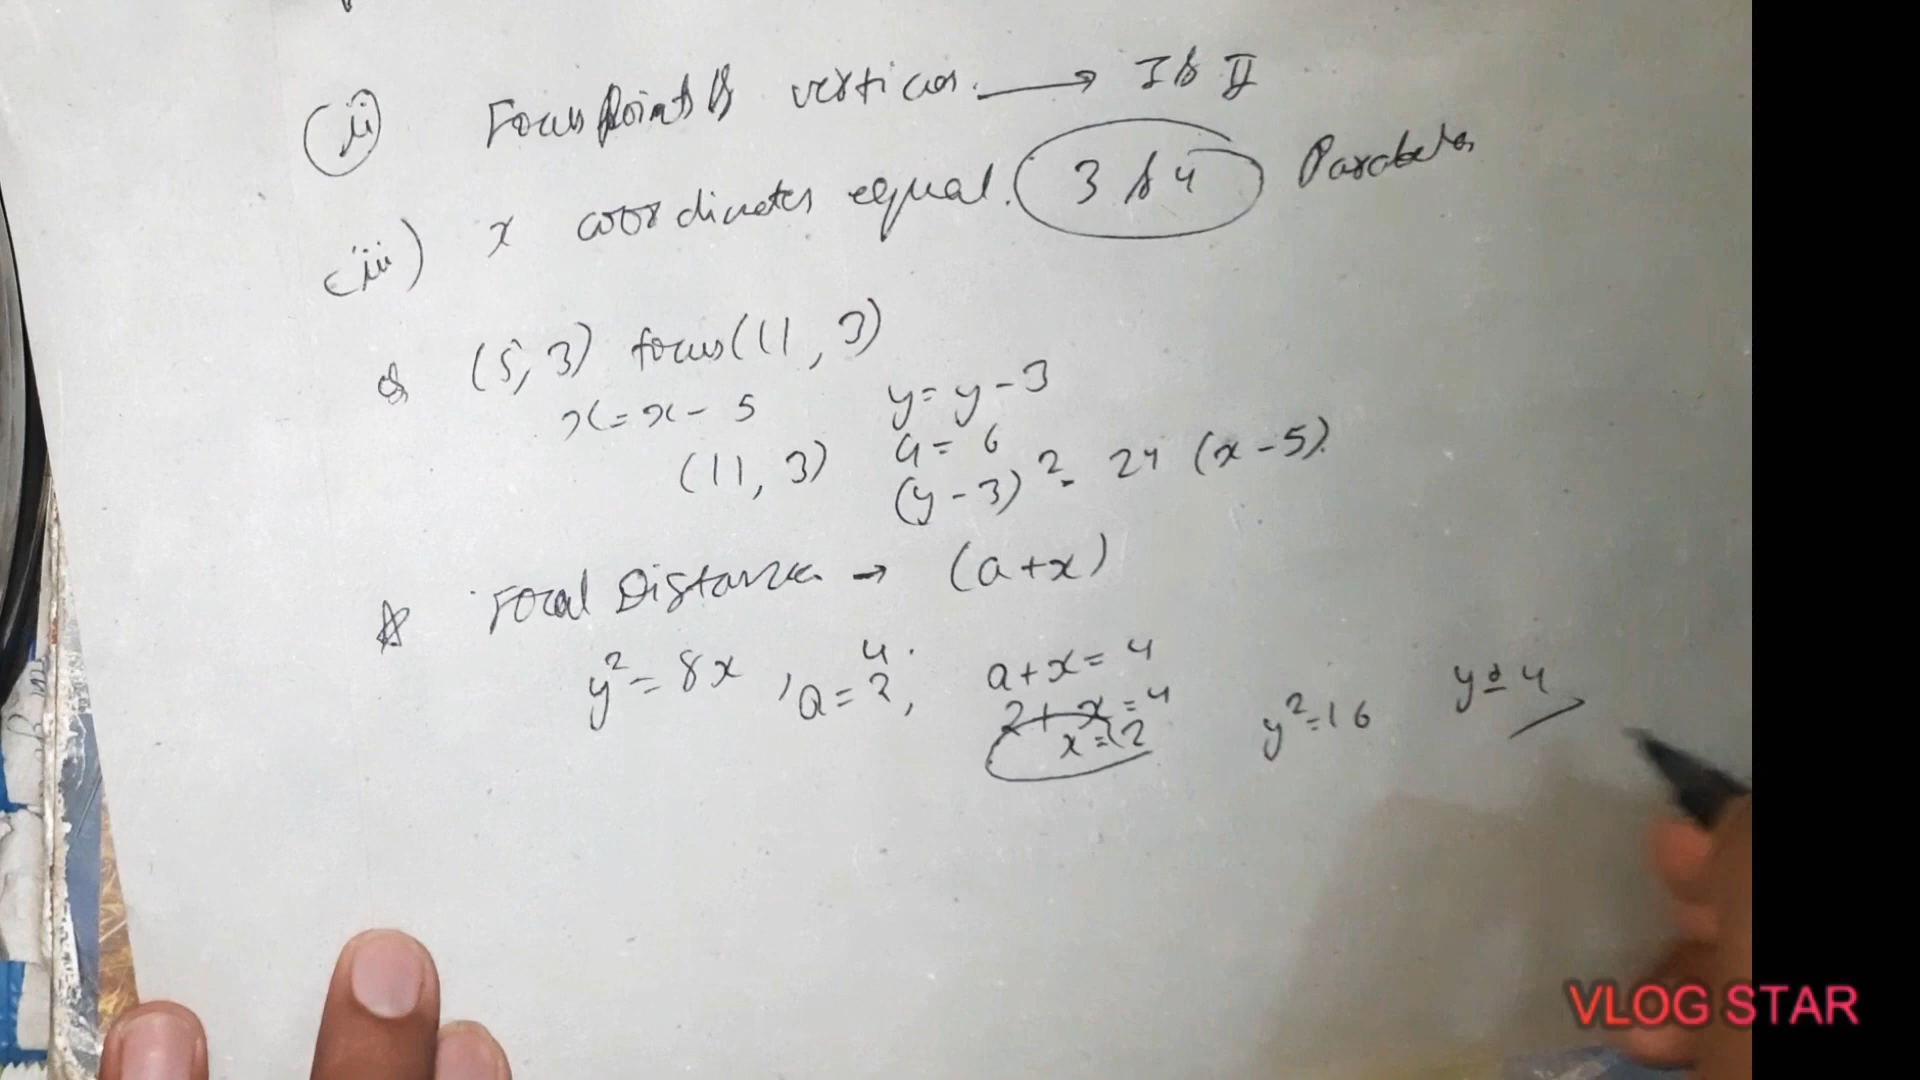 (ii) Focus points & vertices. → I & II
(iii) x coordinates equal. 3 & 4 Parabola
(5, 3) focus (11, 3)
x = x - 5 y = y - 3
(11, 3) a = 6
(y - 3)² = 24 (x - 5).
Focal Distance → (a + x)
y² = 8x , a = 2, 4. a + x = 4
2 + x = 4
x = 2 y² = 16 y = ± 4
VLOG STAR